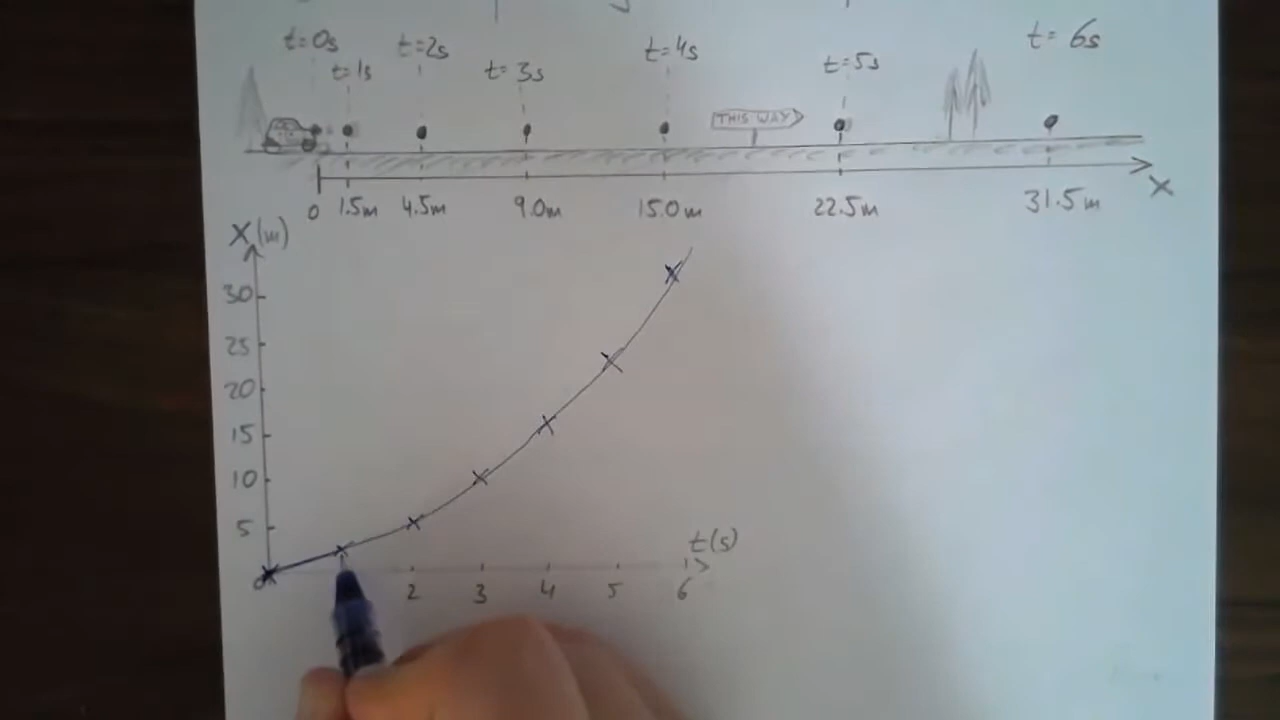 t=0s t=1s t=2s t=3s t=4s t=5s t=6s
THIS WAY
0 1.5m 4.5m 9.0m 15.0m 22.5m 31.5m X
X(m)
30
25
20
15
10
5
0
t(s)
2 3 4 5 6